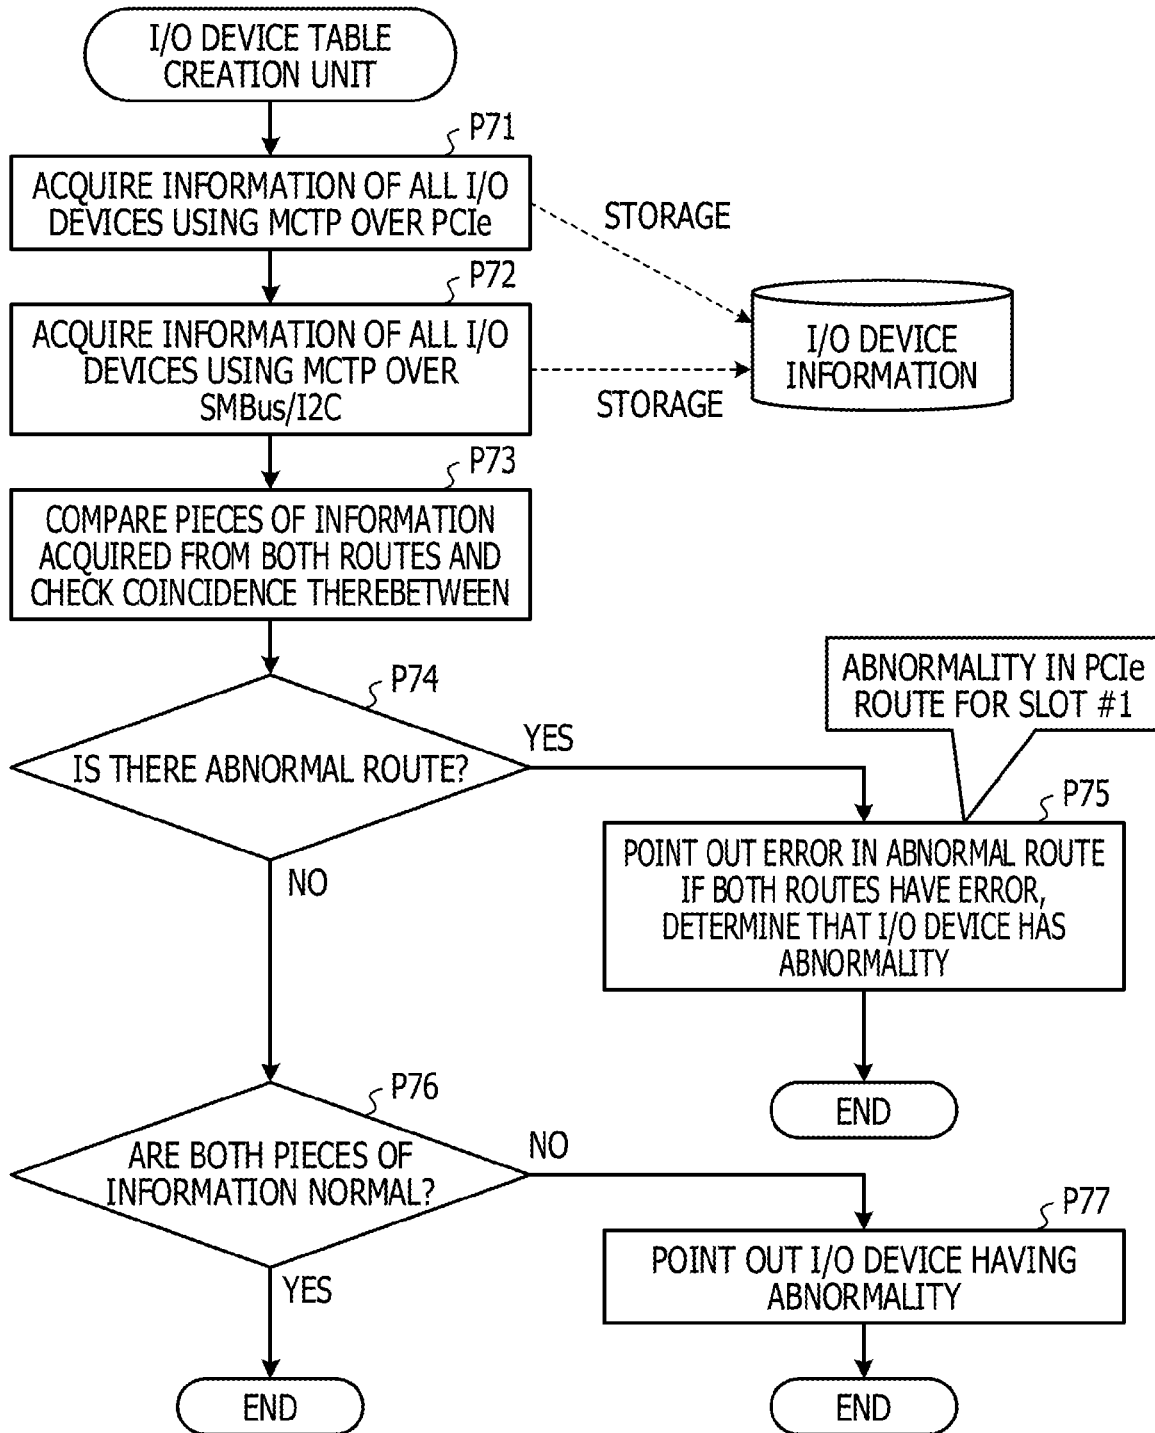 I/O DEVICE TABLE
CREATION UNIT
P71
ACQUIRE INFORMATION OF ALL I/O
DEVICES USING MCTP OVER PCIe
STORAGE
P72
ACQUIRE INFORMATION OF ALL I/O
DEVICES USING MCTP OVER
SMBus/I2C
STORAGE
I/O DEVICE
INFORMATION
P73
COMPARE PIECES OF INFORMATION
ACQUIRED FROM BOTH ROUTES AND
CHECK COINCIDENCE THEREBETWEEN
P74
IS THERE ABNORMAL ROUTE?
YES
NO
ABNORMALITY IN PCIe
ROUTE FOR SLOT #1
P75
POINT OUT ERROR IN ABNORMAL ROUTE
IF BOTH ROUTES HAVE ERROR,
DETERMINE THAT I/O DEVICE HAS
ABNORMALITY
END
P76
ARE BOTH PIECES OF
INFORMATION NORMAL?
NO
YES
P77
POINT OUT I/O DEVICE HAVING
ABNORMALITY
END
END